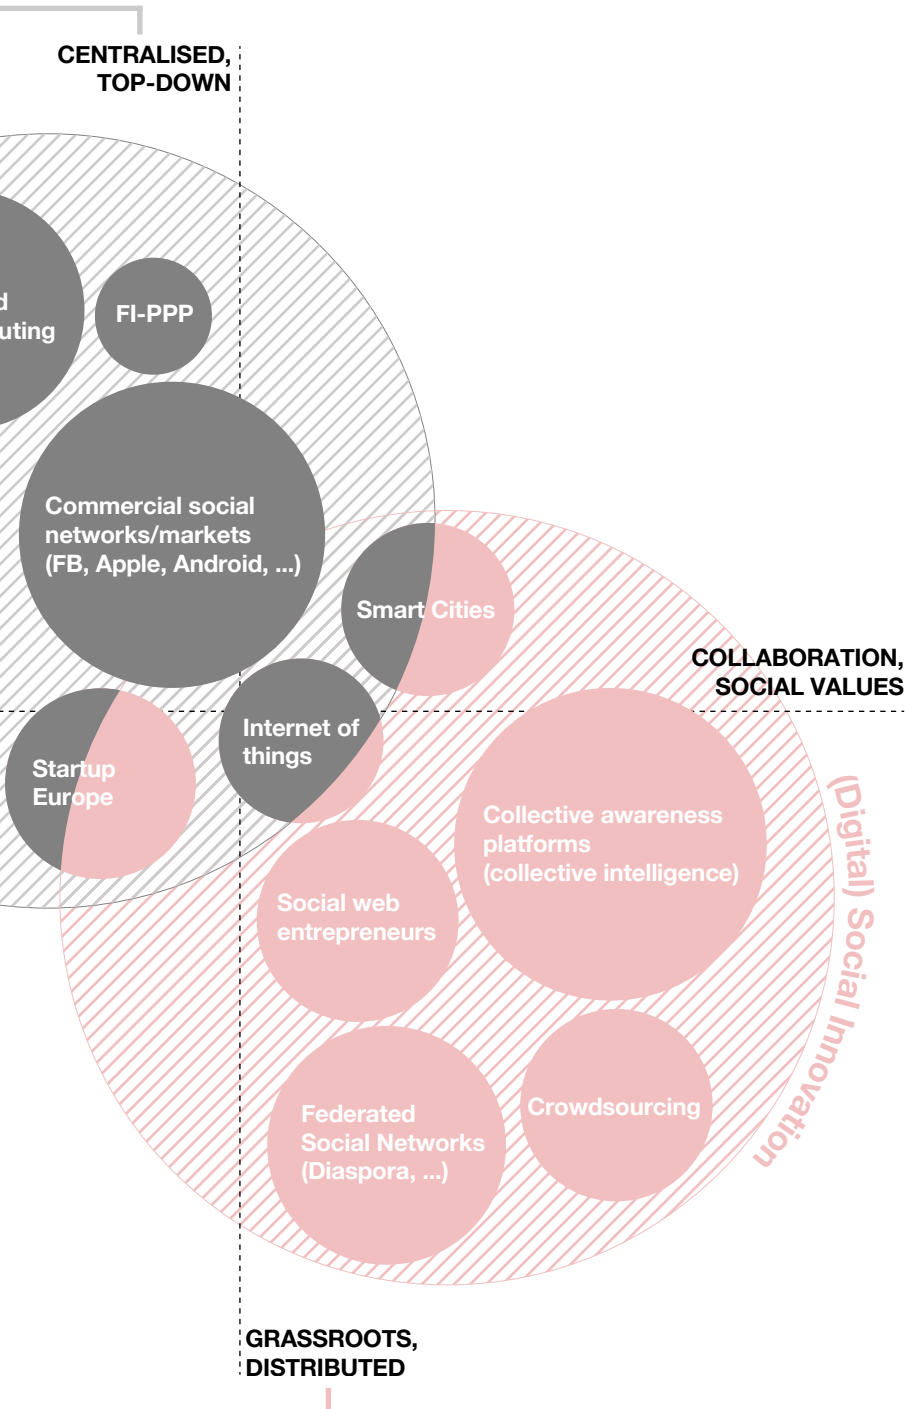 CENTRALISED,
TOP-DOWN
d
uting
FI-PPP
Commercial social
networks/markets
(FB, Apple, Android, ...)
Smart Cities
COLLABORATION,
SOCIAL VALUES
Internet of
things
Startup
Europe
Collective awareness
platforms
(collective intelligence)
(Digital) Social Innovation
Social web
entrepreneurs
Crowdsourcing
Federated
Social Networks
(Diaspora, ...)
GRASSROOTS,
DISTRIBUTED